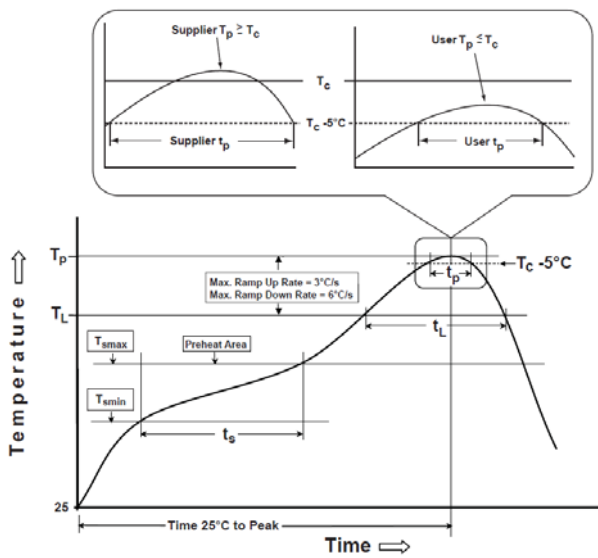 Supplier Tp ≥ Tc
User Tp ≤ Tc
Tc
Tc -5°C
Supplier tp
User tp
Tp
Tc -5°C
tp
Max. Ramp Up Rate = 3°C/s
Max. Ramp Down Rate = 6°C/s
TL
tL
Tsmax
Preheat Area
Tsmin
ts
Temperature
25
Time 25°C to Peak
Time